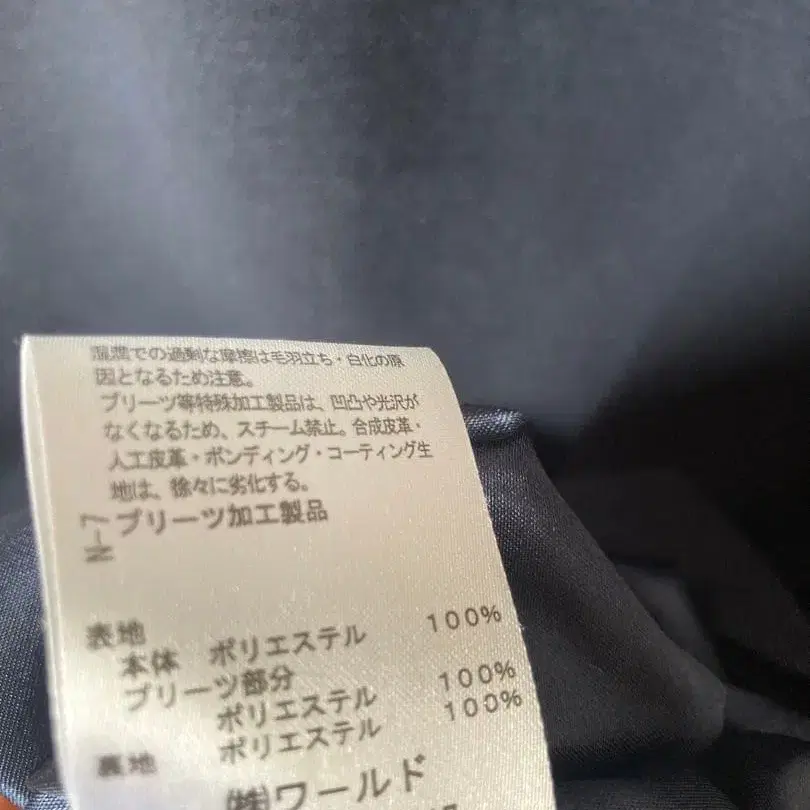 湿潤での過剰な摩擦は毛羽立ち・白化の原
因となるため注意。
プリーツ等特殊加工製品は、凹凸や光沢が
なくなるため、スチーム禁止。合成皮革・
人工皮革・ボンディング・コーティング生
地は、徐々に劣化する。
N-7
プリーツ加工製品
表地
本体 ポリエステル 100%
プリーツ部分
ポリエステル 100%
裏地 ポリエステル 100%
㈱ワールド